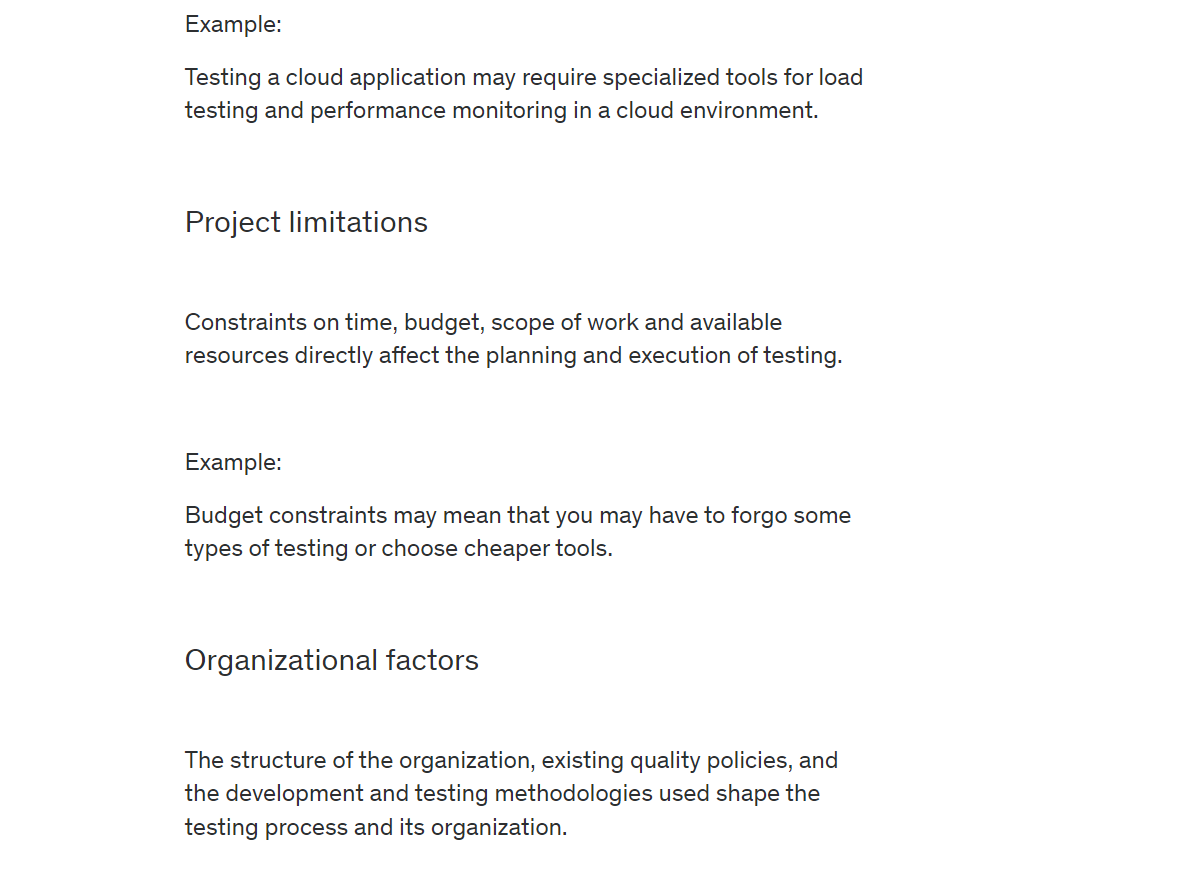 Example:
Testing a cloud application may require specialized tools for load
testing and performance monitoring in a cloud environment.
Project limitations
Constraints on time, budget, scope of work and available
resources directly affect the planning and execution of testing.
Example:
Budget constraints may mean that you may have to forgo some
types of testing or choose cheaper tools.
Organizational factors
The structure of the organization, existing quality policies, and
the development and testing methodologies used shape the
testing process and its organization.